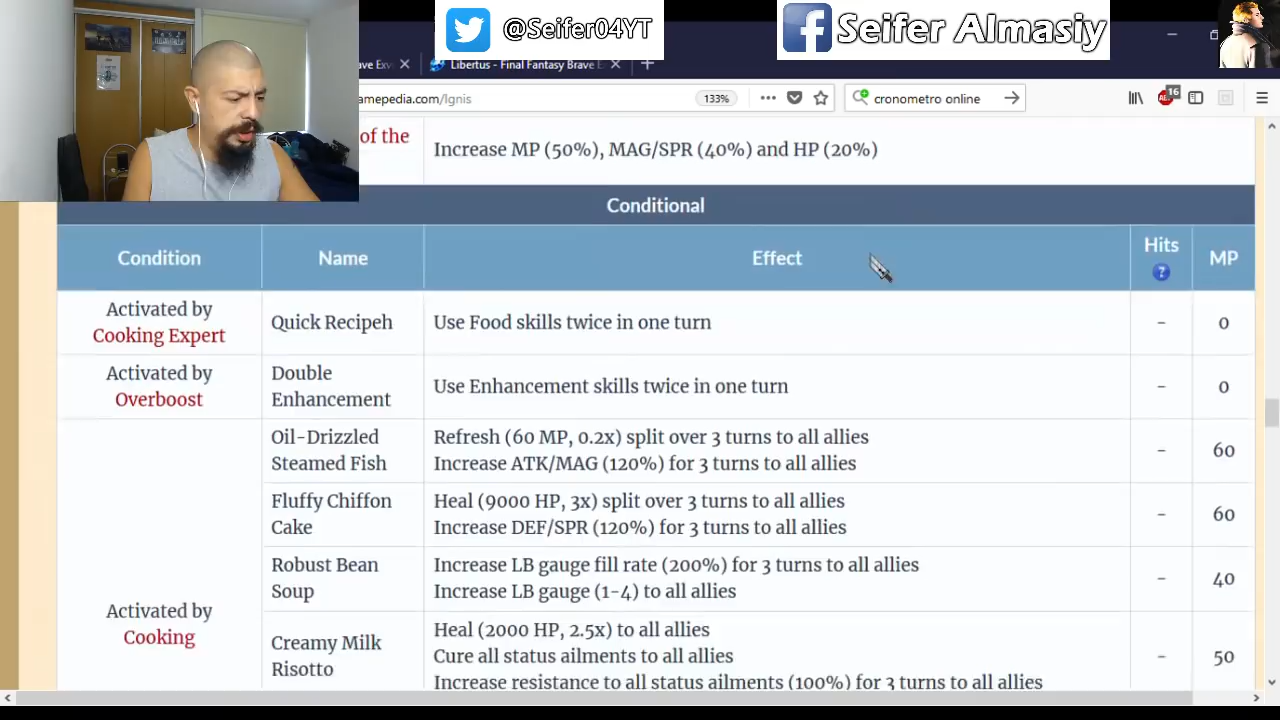 @Seifer04YT
Seifer Almasiy
ave Exv
Libertus - Final Fantasy Brave E
amepedia.com/Ignis
133%
cronometro online
16
of the
Increase MP (50%), MAG/SPR (40%) and HP (20%)
Conditional
Condition
Name
Effect
Hits
?
MP
Activated by
Cooking Expert
Quick Recipeh
Use Food skills twice in one turn
-
0
Activated by
Overboost
Double
Enhancement
Use Enhancement skills twice in one turn
-
0
Oil-Drizzled
Steamed Fish
Refresh (60 MP, 0.2x) split over 3 turns to all allies
Increase ATK/MAG (120%) for 3 turns to all allies
-
60
Fluffy Chiffon
Cake
Heal (9000 HP, 3x) split over 3 turns to all allies
Increase DEF/SPR (120%) for 3 turns to all allies
-
60
Robust Bean
Soup
Increase LB gauge fill rate (200%) for 3 turns to all allies
Increase LB gauge (1-4) to all allies
-
40
Activated by
Cooking
Creamy Milk
Risotto
Heal (2000 HP, 2.5x) to all allies
Cure all status ailments to all allies
Increase resistance to all status ailments (100%) for 3 turns to all allies
-
50